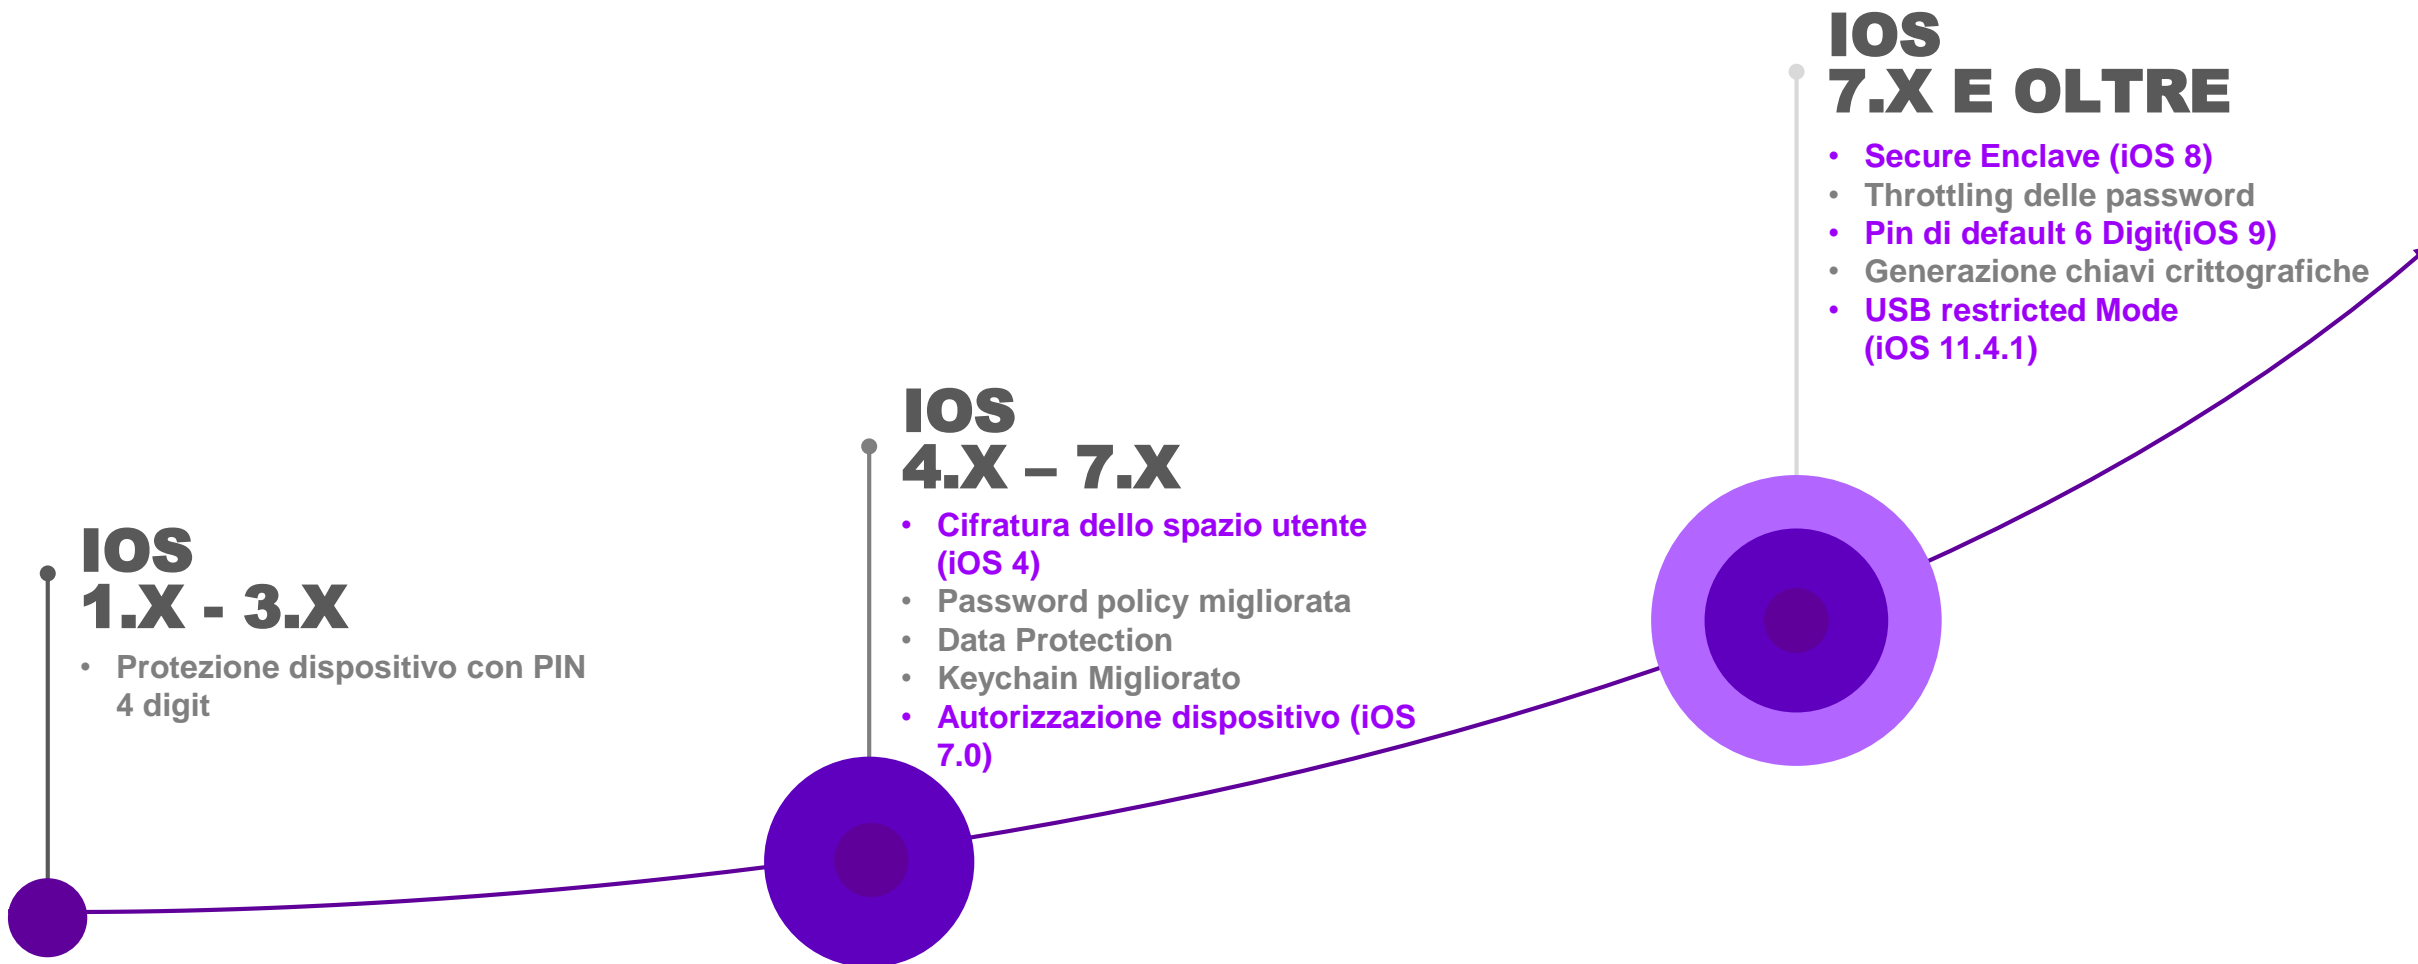 IOS
1.X - 3.X
• Protezione dispositivo con PIN
4 digit
IOS
4.X – 7.X
• Cifratura dello spazio utente
(iOS 4)
• Password policy migliorata
• Data Protection
• Keychain Migliorato
• Autorizzazione dispositivo (iOS
7.0)
IOS
7.X E OLTRE
• Secure Enclave (iOS 8)
• Throttling delle password
• Pin di default 6 Digit(iOS 9)
• Generazione chiavi crittografiche
• USB restricted Mode
(iOS 11.4.1)